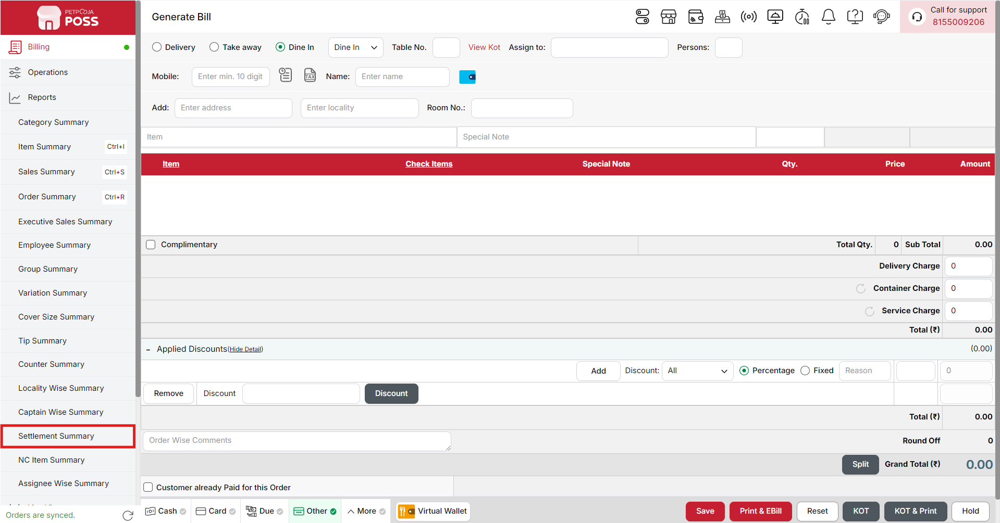 PETPOOJA
POSS
Generate Bill
Call for support
8155009206
Billing
Operations
Reports
Category Summary
Item Summary Ctrl+I
Sales Summary Ctrl+S
Order Summary Ctrl+R
Executive Sales Summary
Employee Summary
Group Summary
Variation Summary
Cover Size Summary
Tip Summary
Counter Summary
Locality Wise Summary
Captain Wise Summary
Settlement Summary
NC Item Summary
Assignee Wise Summary
Orders are synced.
Delivery Take away Dine In Dine In Table No. View Kot Assign to: Persons:
Mobile: Enter min. 10 digit TAX Name: Enter name
Add: Enter address Enter locality Room No.:
Item Special Note
Item Check Items Special Note Qty. Price Amount
Complimentary Total Qty. 0 Sub Total 0.00
Delivery Charge 0
Container Charge 0
Service Charge 0
Total (₹) 0.00
- Applied Discounts(Hide Detail) (0.00)
Add Discount: All Percentage Fixed Reason 0
Remove Discount Discount
Total (₹) 0.00
Order Wise Comments Round Off 0
Split Grand Total (₹) 0.00
Customer already Paid for this Order
Cash Card Due Other More Virtual Wallet Save Print & EBill Reset KOT KOT & Print Hold